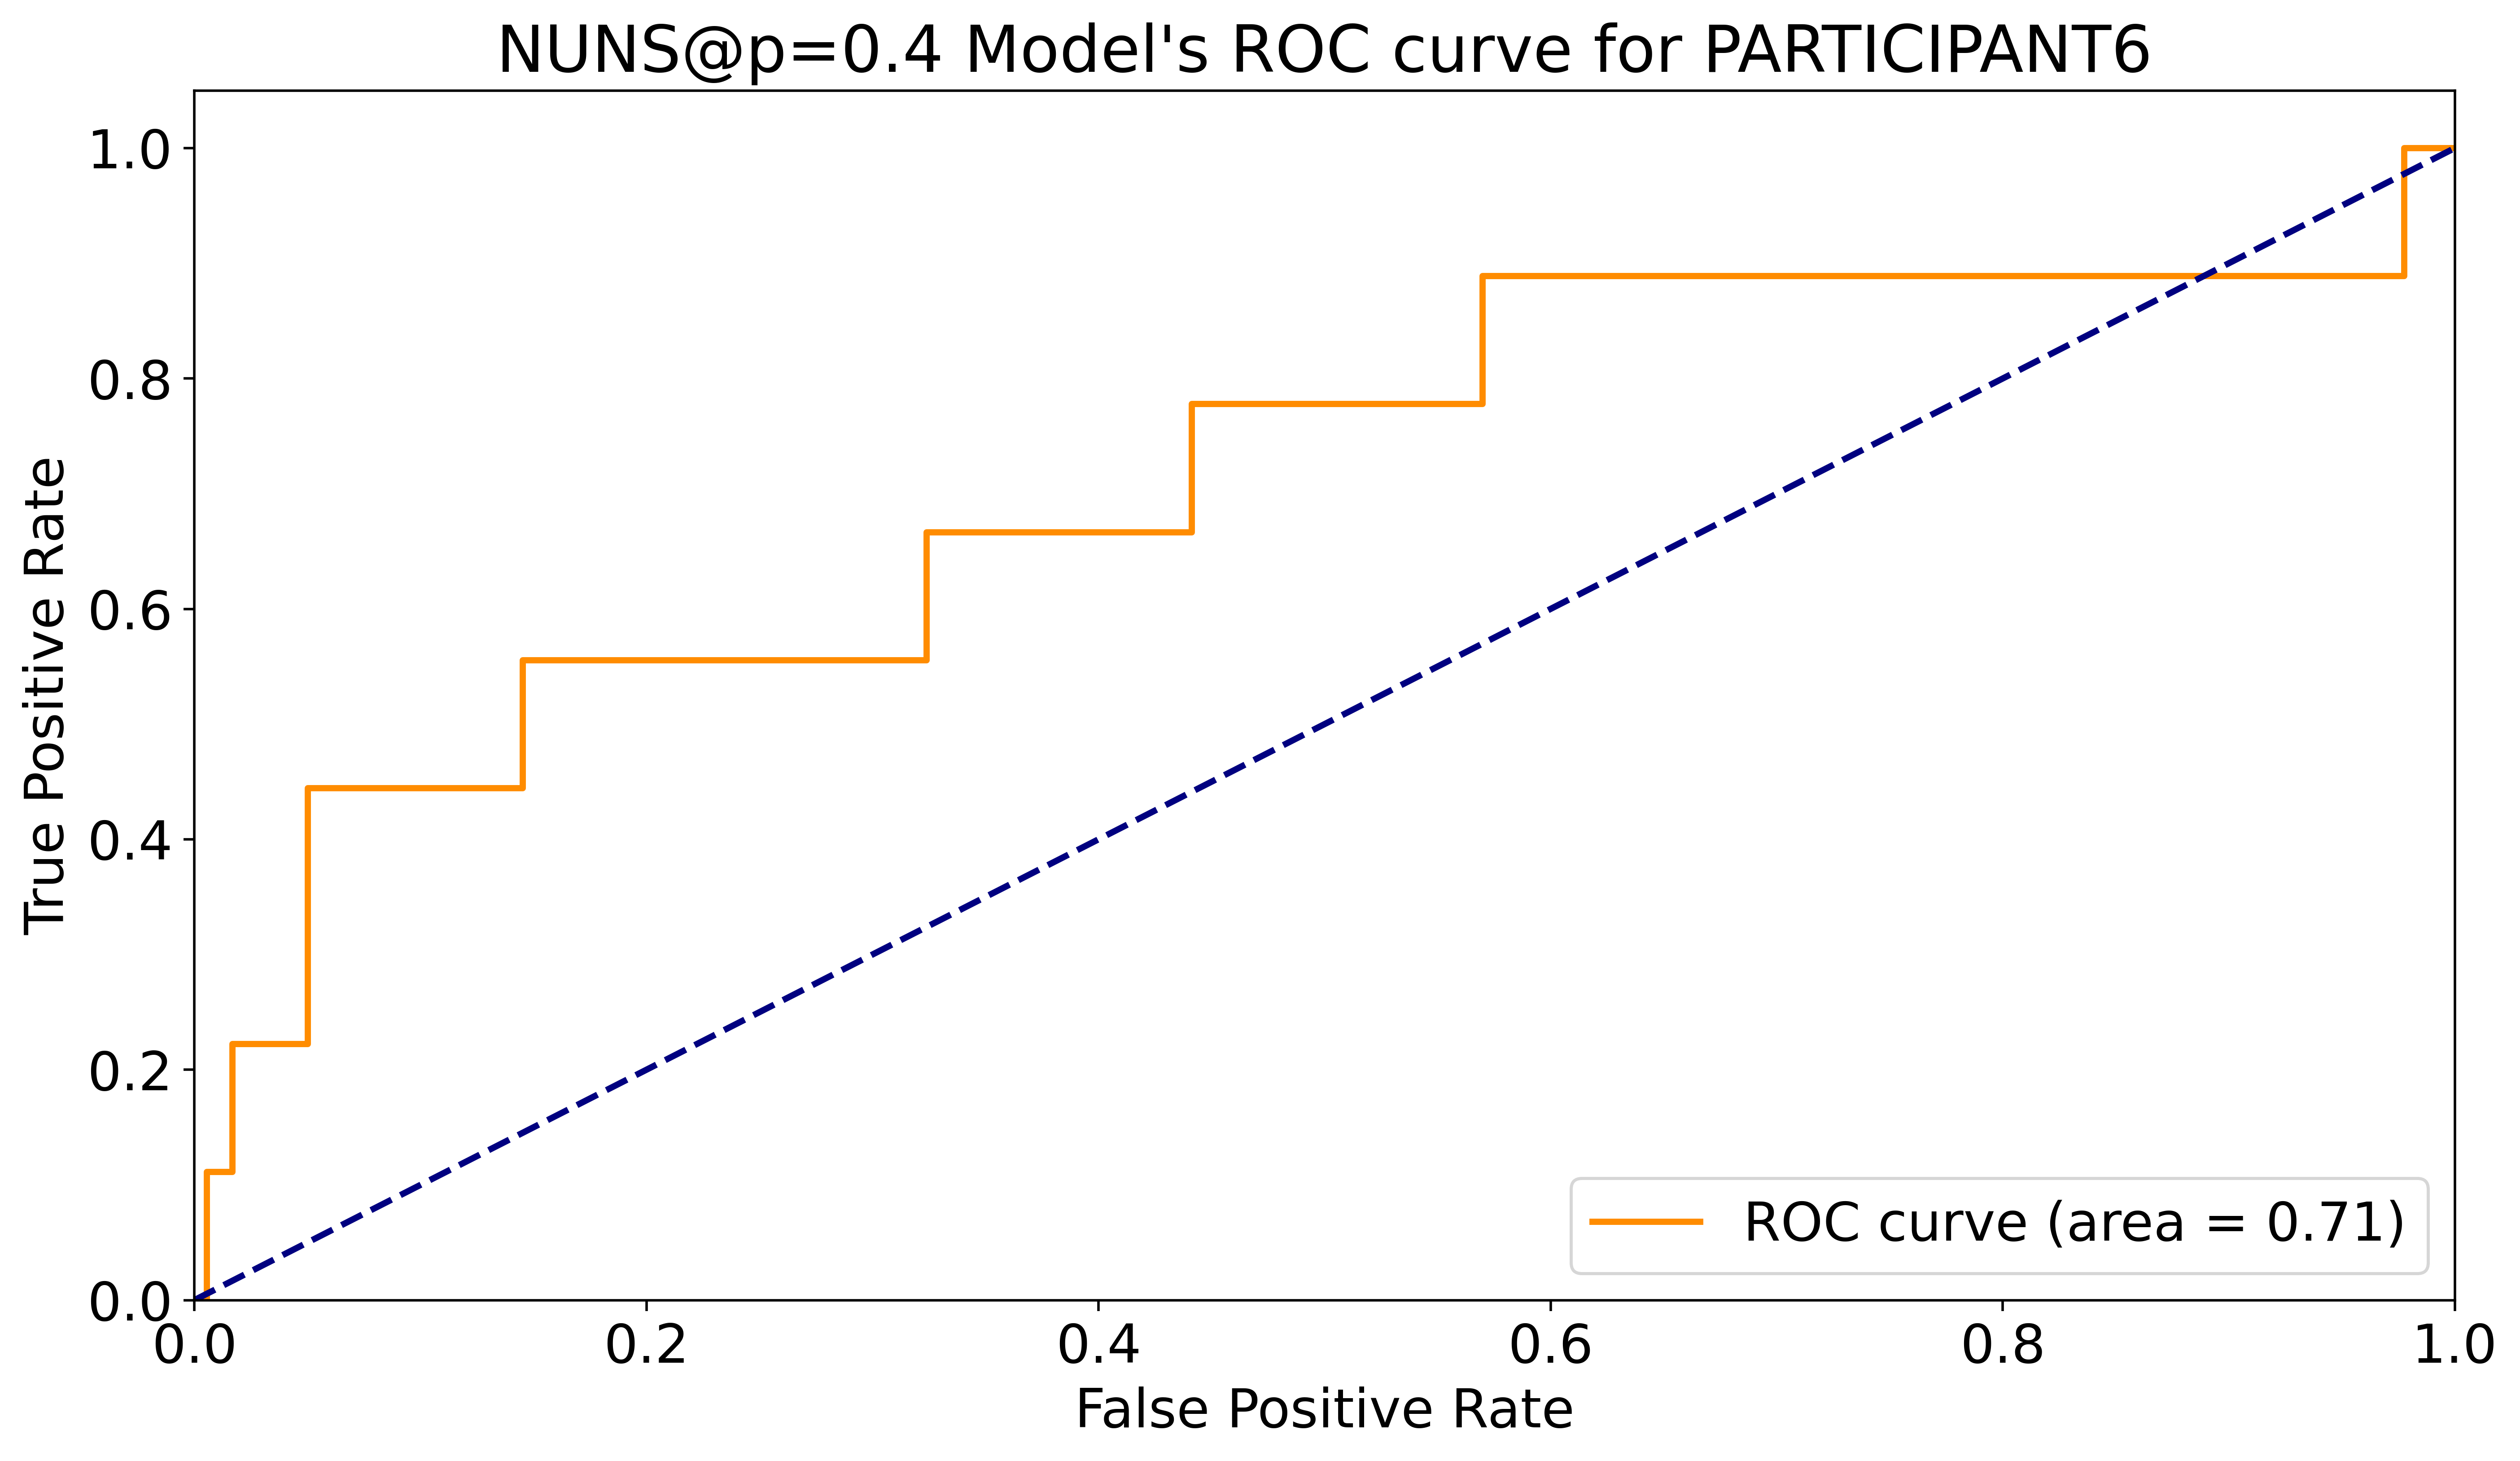 NUNS@p=0.4 Model's ROC curve for PARTICIPANT6
True Positive Rate
1.0
0.8
0.6
0.4
0.2
0.0
0.0 0.2 0.4 0.6 0.8 1.0
False Positive Rate
ROC curve (area = 0.71)